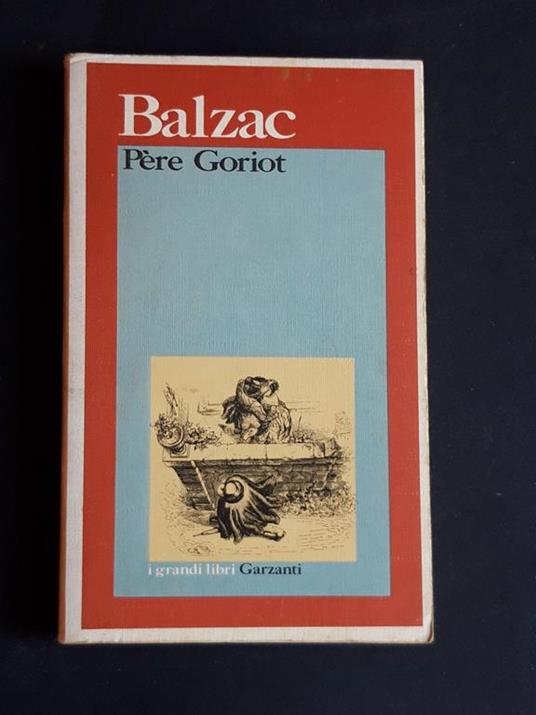 Balzac
Père Goriot
i grandi libri Garzanti